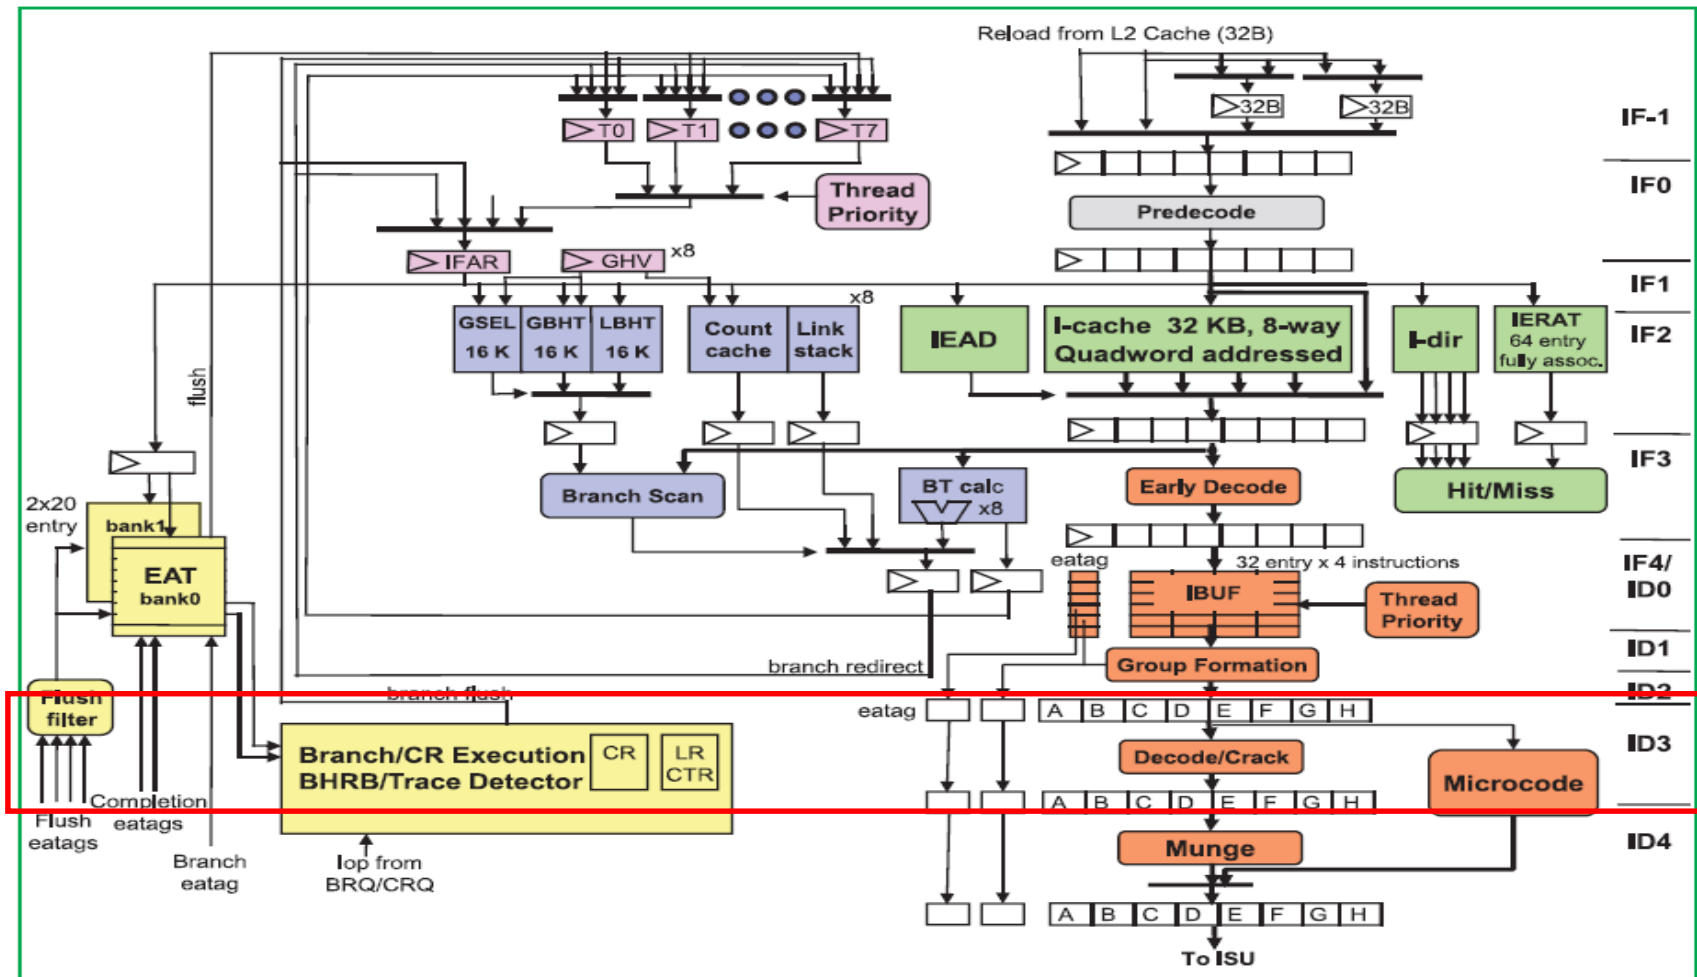 Reload from L2 Cache (32B)
32B
32B
IF-1
T0
T1
T7
IF0
Thread
Priority
Predecode
IFAR
GHV
x8
IF1
GSEL
16 K
GBHT
16 K
LBHT
16 K
Count
cache
Link
stack
x8
IEAD
I-cache 32 KB, 8-way
Quadword addressed
I-dir
IERAT
64 entry
fully assoc.
IF2
flush
IF3
Branch Scan
BT calc
x8
Early Decode
Hit/Miss
2x20
entry
bank1
EAT
bank0
eatag
32 entry x 4 instructions
IBUF
Thread
Priority
IF4/
ID0
branch redirect
Group Formation
ID1
Flush
filter
branch flush
eatag
A B C D E F G H
ID2
Branch/CR Execution
BHRB/Trace Detector
CR
LR
CTR
Decode/Crack
Microcode
ID3
A B C D E F G H
Completion
eatags
Flush
eatags
Branch
eatag
Iop from
BRQ/CRQ
Munge
ID4
A B C D E F G H
To ISU